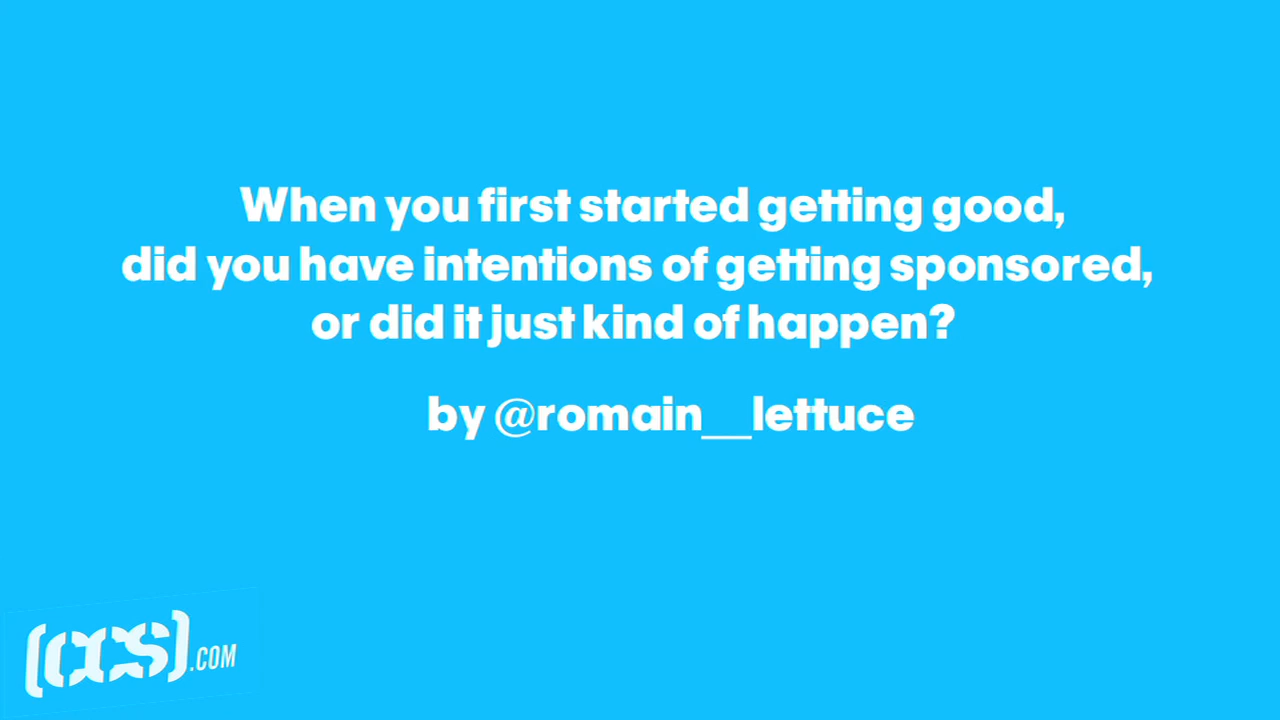 When you first started getting good,
did you have intentions of getting sponsored,
or did it just kind of happen?
by @romain__lettuce
(ccs).COM